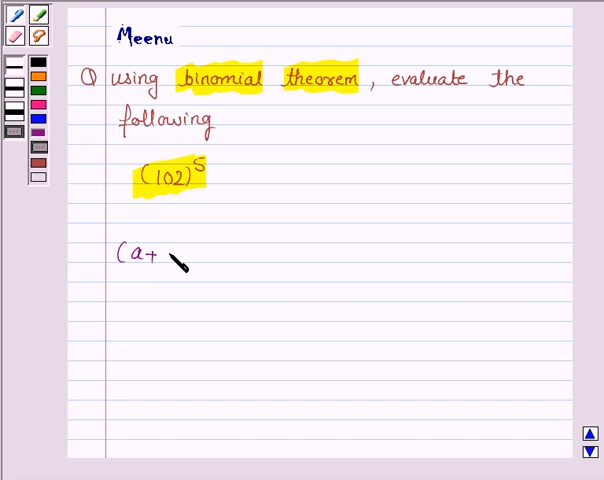 Meenu
Q using binomial theorem, evaluate the
following
(102)⁵
(a+